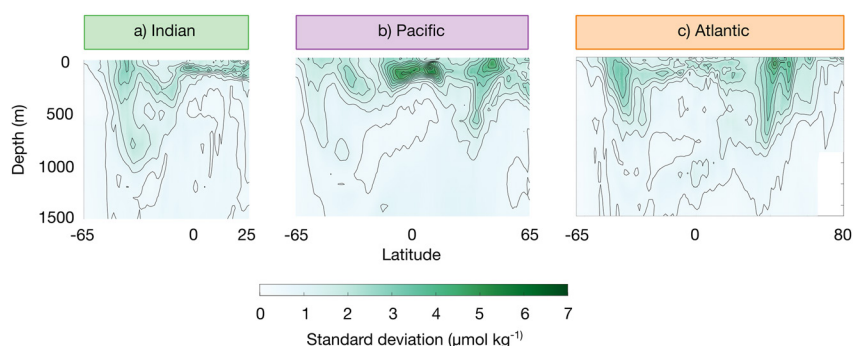 a) Indian
b) Pacific
c) Atlantic
0
500
1000
1500
Depth (m)
-65
0
25
-65
0
65
-65
0
80
Latitude
0 1 2 3 4 5 6 7
Standard deviation (μmol kg-1)